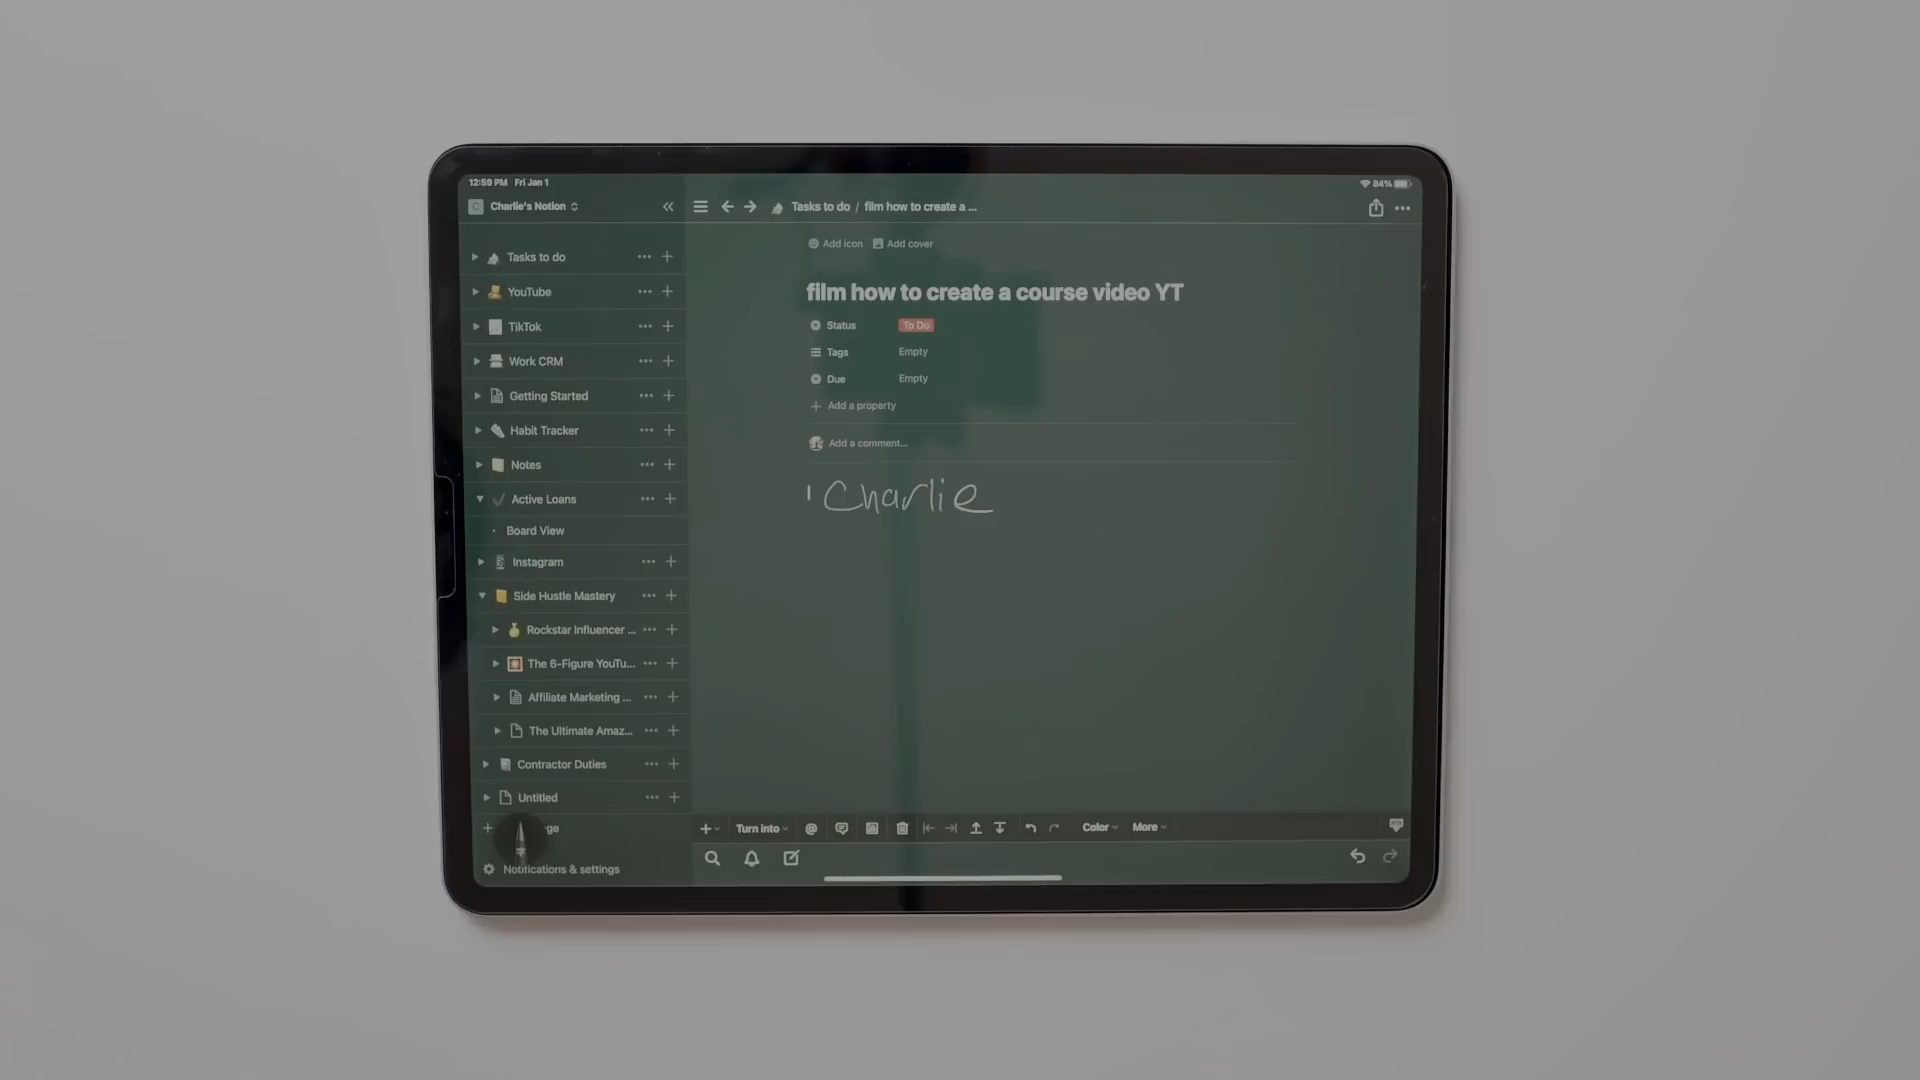 12:59 PM Fri Jan 1
84%
Charlie's Notion
Tasks to do / film how to create a ...
Tasks to do
YouTube
TikTok
Work CRM
Getting Started
Habit Tracker
Notes
Active Loans
Board View
Instagram
Side Hustle Mastery
Rockstar Influencer ...
The 6-Figure YouTu...
Affiliate Marketing ...
The Ultimate Amaz...
Contractor Duties
Untitled
Notifications & settings
Add icon Add cover
film how to create a course video YT
Status To Do
Tags Empty
Due Empty
Add a property
Add a comment...
Charlie
Turn into @ Color More